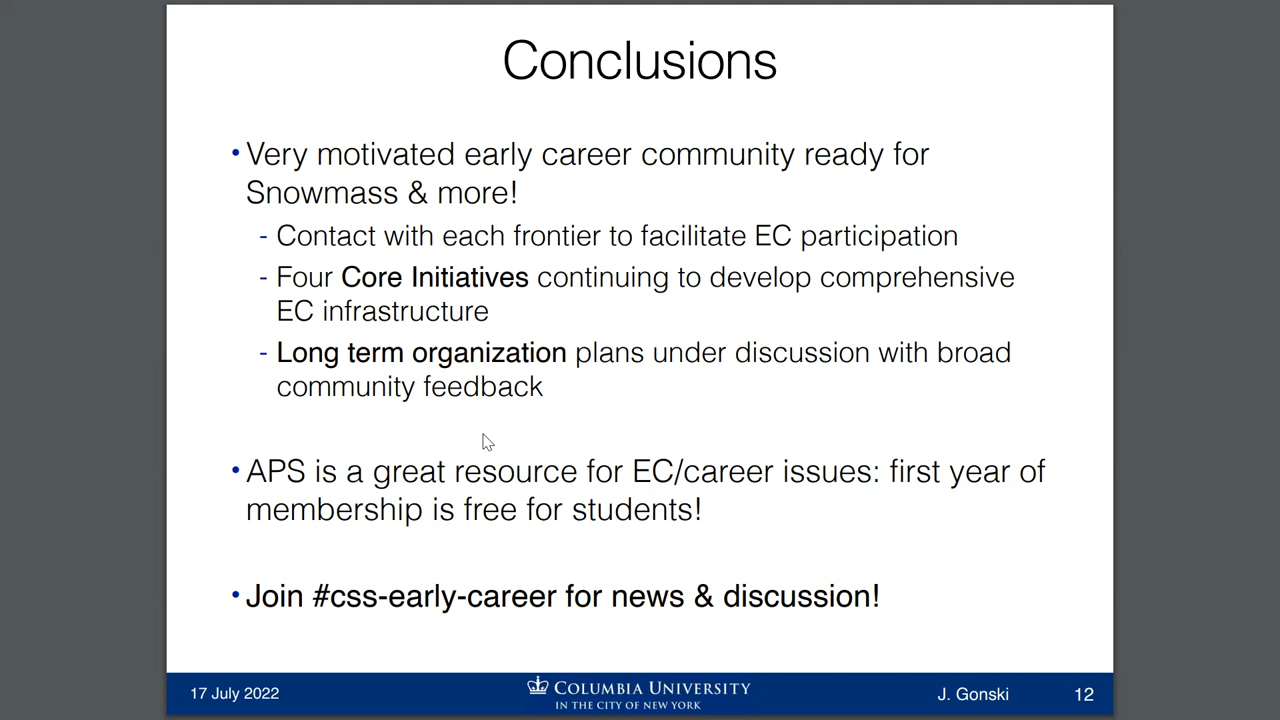 Conclusions
• Very motivated early career community ready for
Snowmass & more!
- Contact with each frontier to facilitate EC participation
- Four Core Initiatives continuing to develop comprehensive
EC infrastructure
- Long term organization plans under discussion with broad
community feedback
• APS is a great resource for EC/career issues: first year of
membership is free for students!
• Join #css-early-career for news & discussion!
17 July 2022
COLUMBIA UNIVERSITY
IN THE CITY OF NEW YORK
J. Gonski
12